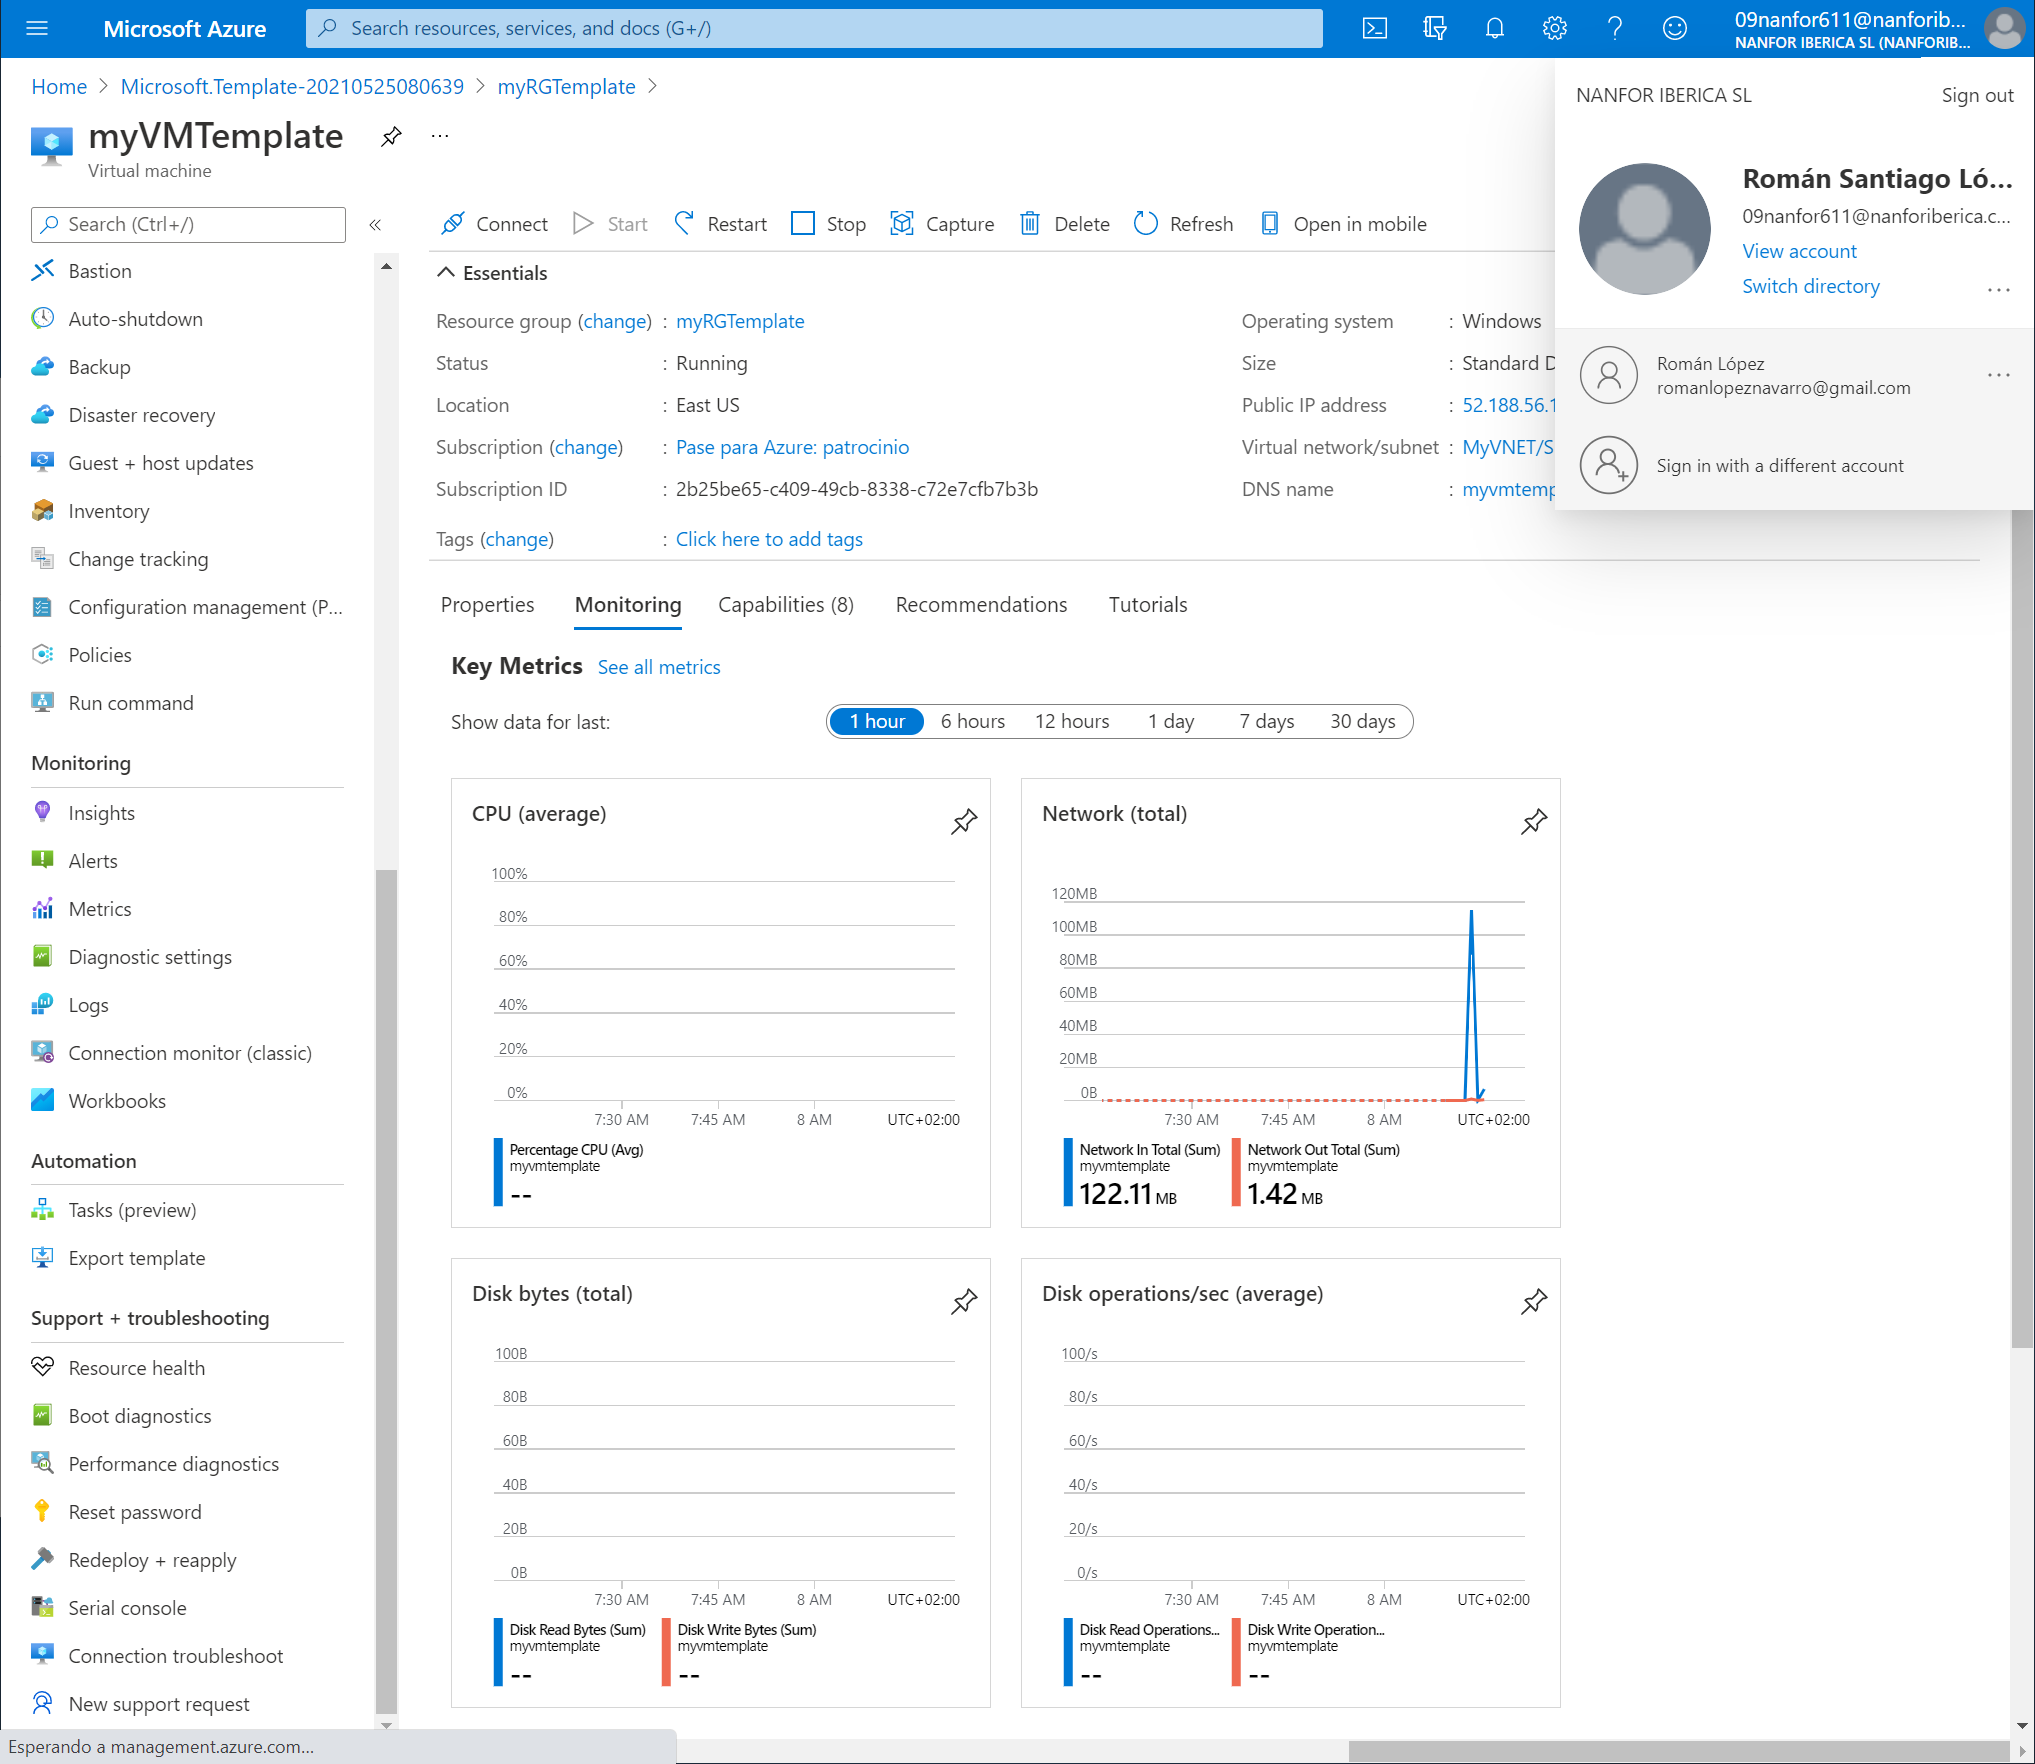 Microsoft Azure
Search resources, services, and docs (G+/)
09nanfor611@nanforib...
NANFOR IBERICA SL (NANFORIB...
Home > Microsoft.Template-20210525080639 > myRGTemplate >
myVMTemplate
Virtual machine
Search (Ctrl+/)
Bastion
Auto-shutdown
Backup
Disaster recovery
Guest + host updates
Inventory
Change tracking
Configuration management (P...
Policies
Run command
Monitoring
Insights
Alerts
Metrics
Diagnostic settings
Logs
Connection monitor (classic)
Workbooks
Automation
Tasks (preview)
Export template
Support + troubleshooting
Resource health
Boot diagnostics
Performance diagnostics
Reset password
Redeploy + reapply
Serial console
Connection troubleshoot
New support request
Connect Start Restart Stop Capture Delete Refresh Open in mobile
Essentials
Resource group (change) : myRGTemplate
Status : Running
Location : East US
Subscription (change) : Pase para Azure: patrocinio
Subscription ID : 2b25be65-c409-49cb-8338-c72e7cfb7b3b
Tags (change) : Click here to add tags
Operating system : Windows
Size : Standard D
Public IP address : 52.188.56.1
Virtual network/subnet : MyVNET/S
DNS name : myvmtemp
NANFOR IBERICA SL
Sign out
Román Santiago Ló...
09nanfor611@nanforiberica.c...
View account
Switch directory
Román López
romanlopeznavarro@gmail.com
Sign in with a different account
Properties Monitoring Capabilities (8) Recommendations Tutorials
Key Metrics See all metrics
Show data for last:
1 hour 6 hours 12 hours 1 day 7 days 30 days
CPU (average)
100%
80%
60%
40%
20%
0%
7:30 AM 7:45 AM 8 AM UTC+02:00
Percentage CPU (Avg)
myvmtemplate
--
Network (total)
120MB
100MB
80MB
60MB
40MB
20MB
0B
7:30 AM 7:45 AM 8 AM UTC+02:00
Network In Total (Sum)
myvmtemplate
122.11 MB
Network Out Total (Sum)
myvmtemplate
1.42 MB
Disk bytes (total)
100B
80B
60B
40B
20B
0B
7:30 AM 7:45 AM 8 AM UTC+02:00
Disk Read Bytes (Sum)
myvmtemplate
--
Disk Write Bytes (Sum)
myvmtemplate
--
Disk operations/sec (average)
100/s
80/s
60/s
40/s
20/s
0/s
7:30 AM 7:45 AM 8 AM UTC+02:00
Disk Read Operations...
myvmtemplate
--
Disk Write Operation...
myvmtemplate
--
Esperando a management.azure.com...